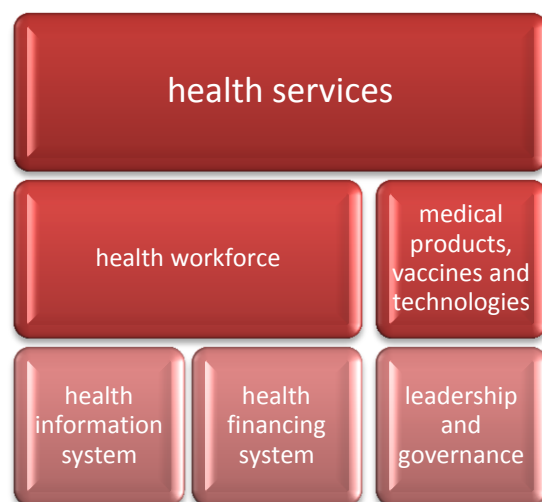 health services
health workforce
medical
products,
vaccines and
technologies
health
information
system
health
financing
system
leadership
and
governance